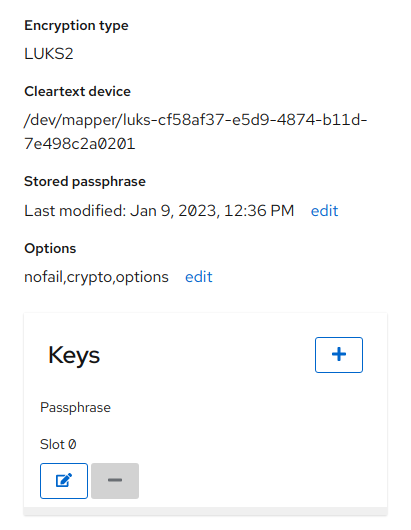 Encryption type
LUKS2
Cleartext device
/dev/mapper/luks-cf58af37-e5d9-4874-b11d-
7e498c2a0201
Stored passphrase
Last modified: Jan 9, 2023, 12:36 PM edit
Options
nofail,crypto,options edit
Keys
Passphrase
Slot 0